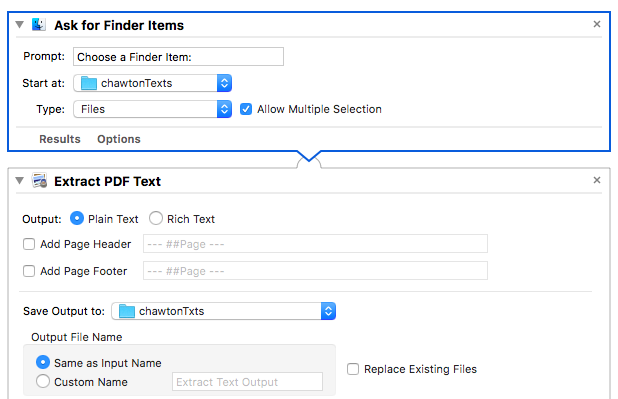 Ask for Finder Items
Prompt: Choose a Finder Item:
Start at: chawtonTexts
Type: Files Allow Multiple Selection
Results Options
Extract PDF Text
Output: Plain Text Rich Text
Add Page Header --- ##Page ---
Add Page Footer --- ##Page ---
Save Output to: chawtonTxts
Output File Name
Same as Input Name
Replace Existing Files
Custom Name Extract Text Output